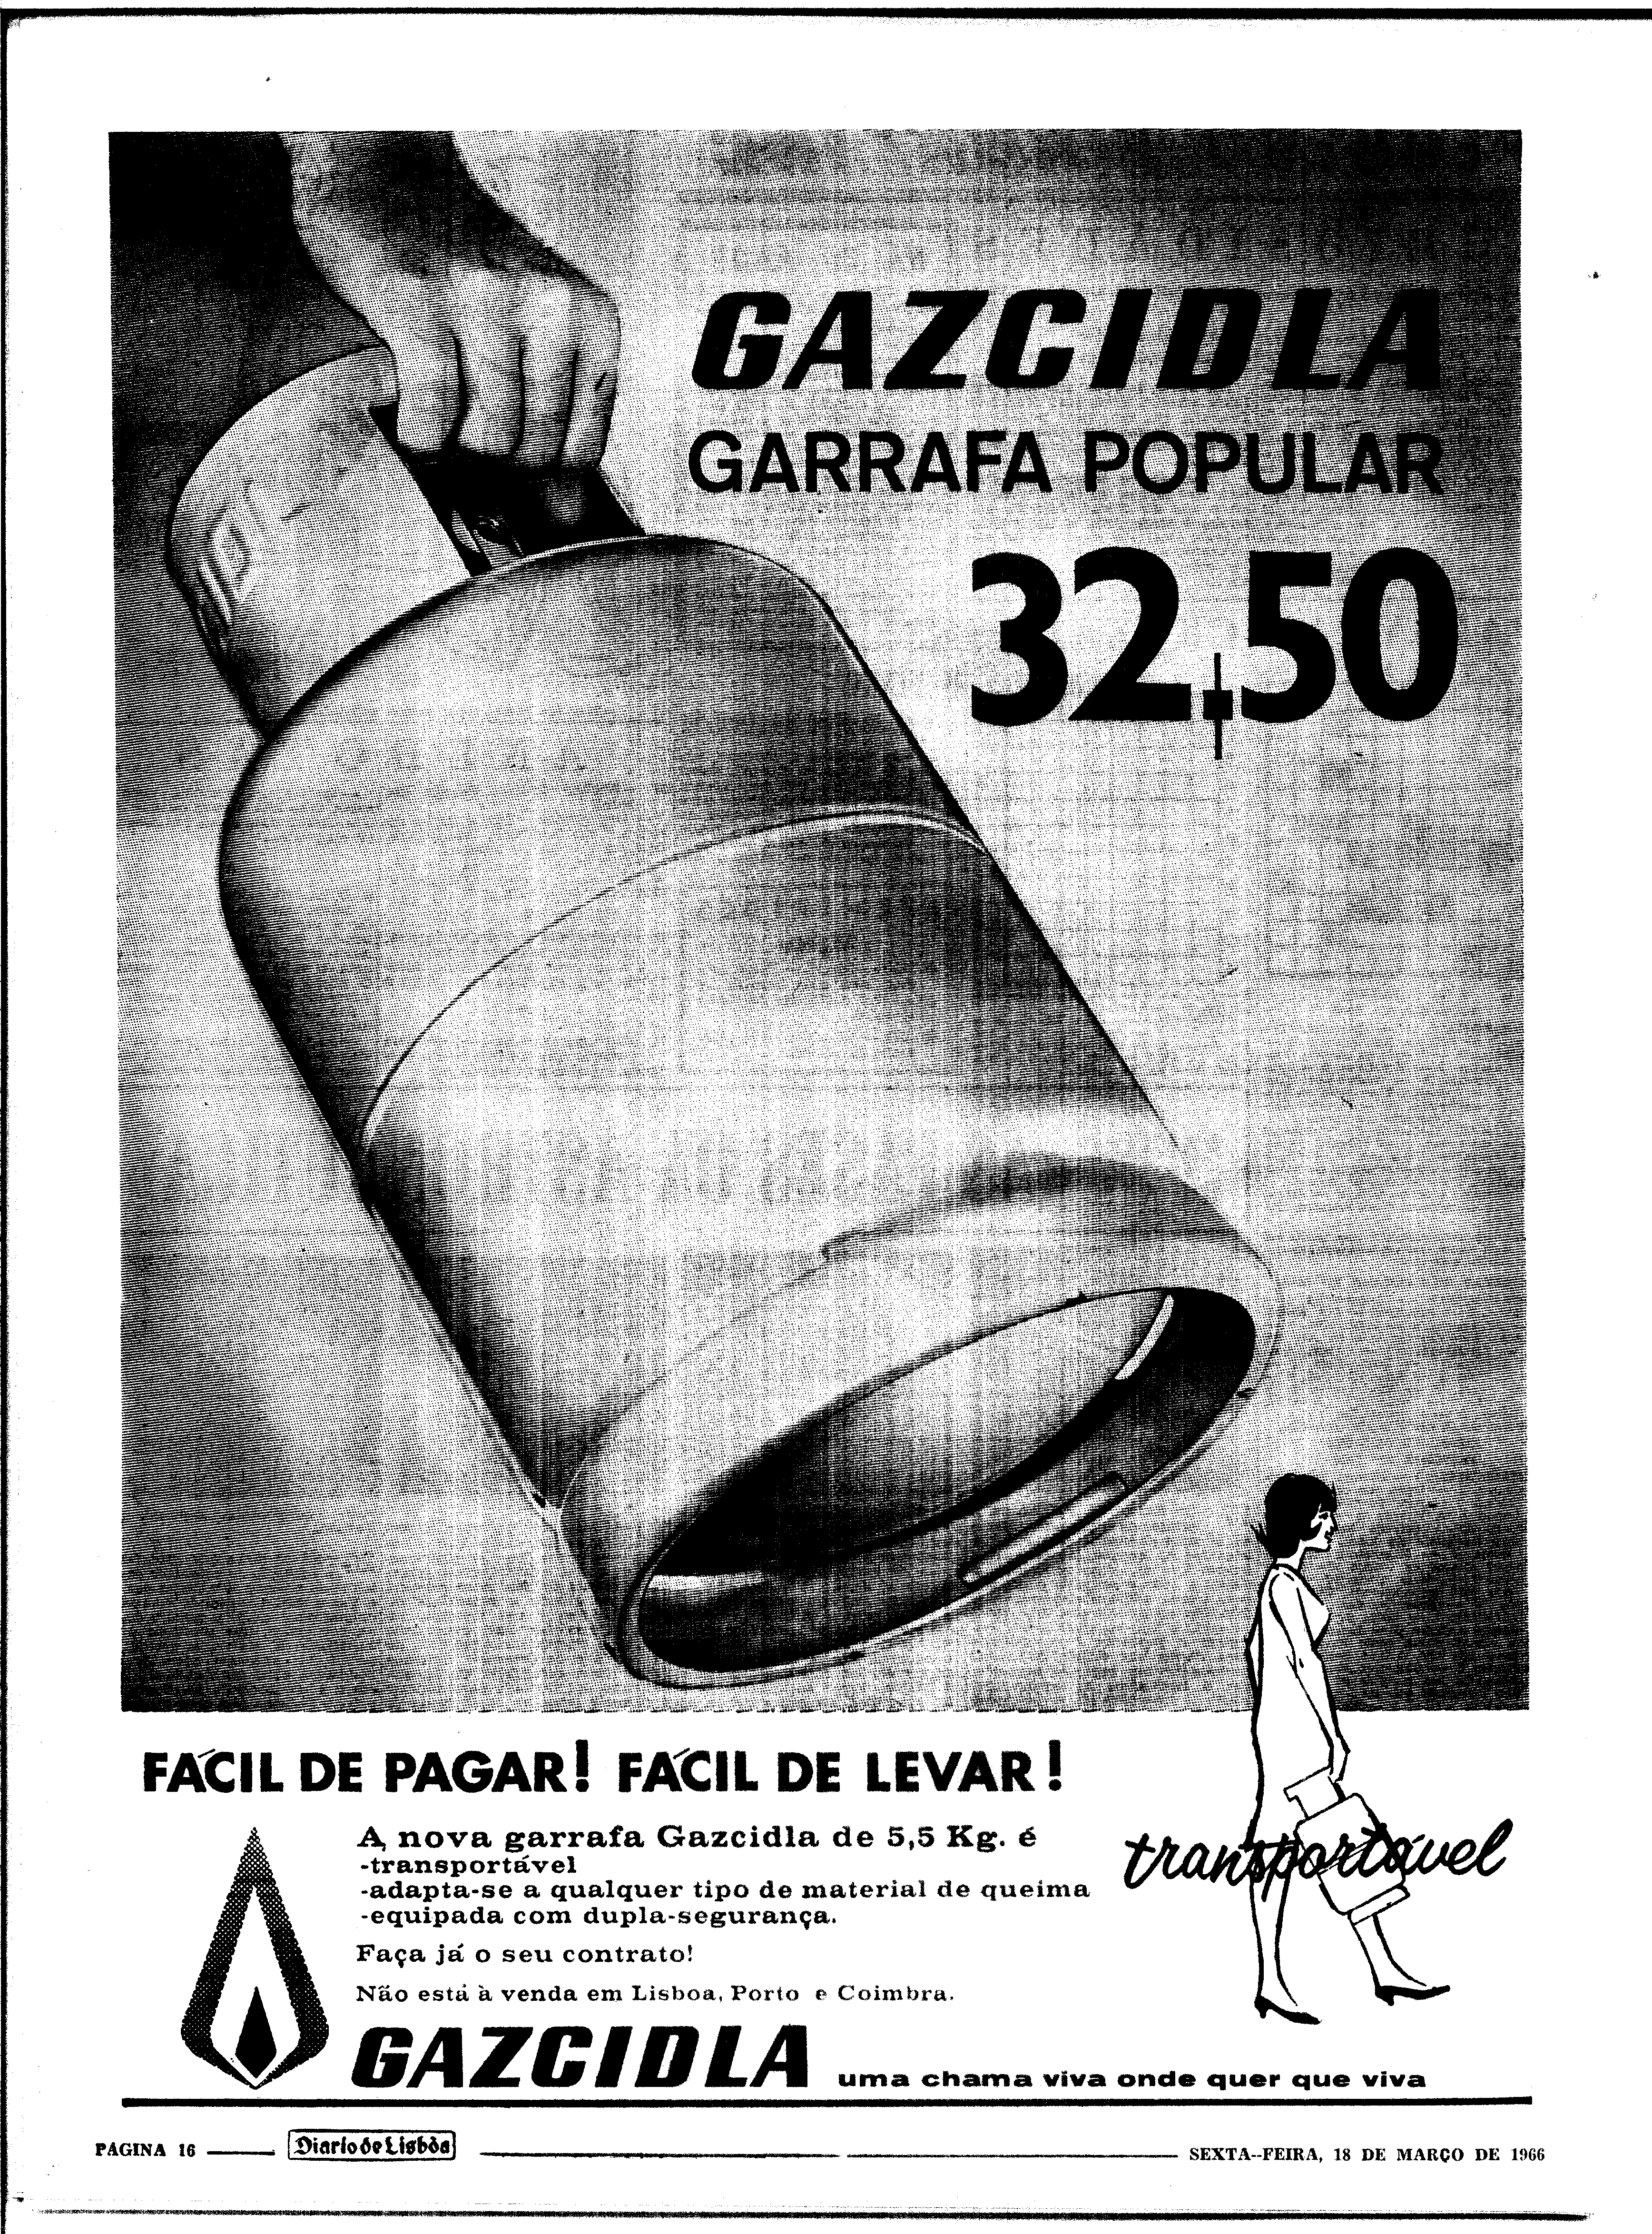 GAZCIDLA
GARRAFA POPULAR
32$50
FÁCIL DE PAGAR! FÁCIL DE LEVAR!
A nova garrafa Gazcidla de 5,5 Kg. é
-transportável
-adapta-se a qualquer tipo de material de queima
-equipada com dupla-segurança.
Faça já o seu contrato!
Não está à venda em Lisboa, Porto e Coimbra.
transportável
GAZCIDLA uma chama viva onde quer que viva
PAGINA 16 Diario de Lisbôa SEXTA--FEIRA, 18 DE MARÇO DE 1966